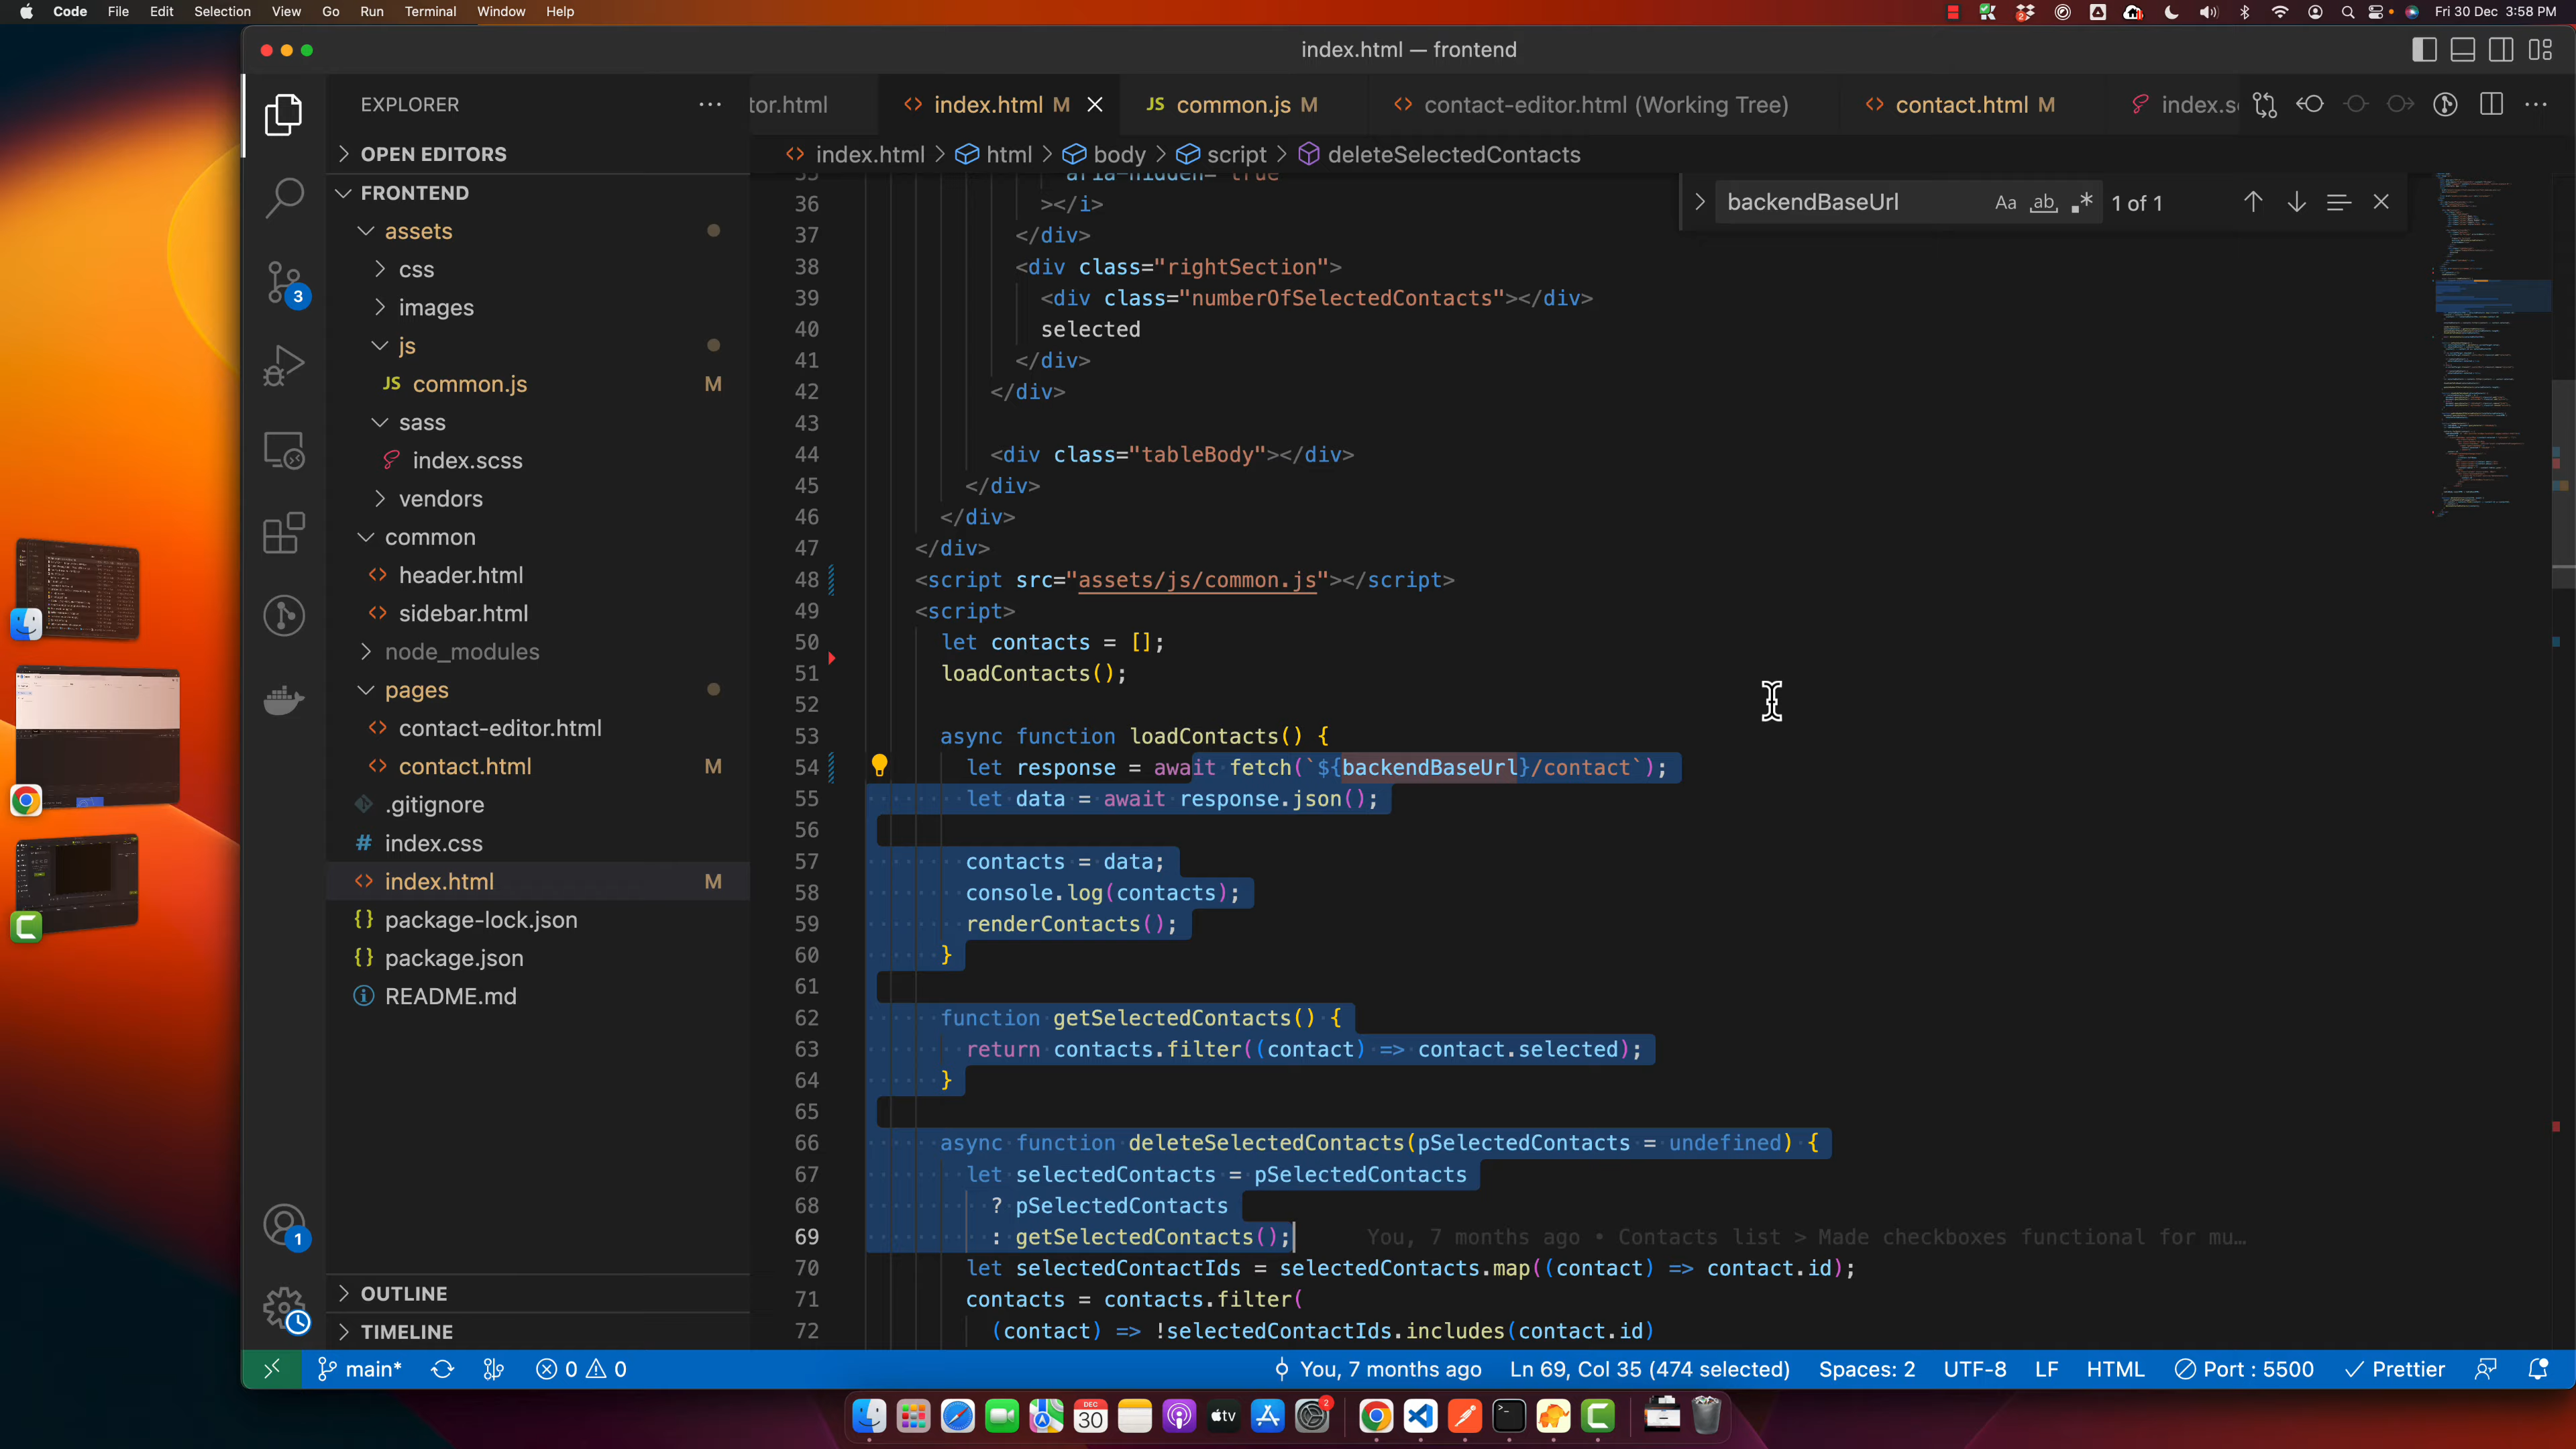 Code File Edit Selection View Go Run Terminal Window Help
Fri 30 Dec 3:58 PM
index.html — frontend
EXPLORER
OPEN EDITORS
FRONTEND
assets
css
images
js
JS common.js M
sass
index.scss
vendors
common
header.html
sidebar.html
node_modules
pages
contact-editor.html
contact.html M
.gitignore
# index.css
index.html M
{} package-lock.json
{} package.json
README.md
OUTLINE
TIMELINE
3
1
tor.html
index.html M
JS common.js M
contact-editor.html (Working Tree)
contact.html M
index.s
index.html > html > body > script > deleteSelectedContacts
backendBaseUrl Aa ab 1 of 1
36 ></i>
37 </div>
38 <div class="rightSection">
39 <div class="numberOfSelectedContacts"></div>
40 selected
41 </div>
42 </div>
43
44 <div class="tableBody"></div>
45 </div>
46 </div>
47 </div>
48 <script src="assets/js/common.js"></script>
49 <script>
50 let contacts = [];
51 loadContacts();
52
53 async function loadContacts() {
54 let response = await fetch(`${backendBaseUrl}/contact`);
55 let data = await response.json();
56
57 contacts = data;
58 console.log(contacts);
59 renderContacts();
60 }
61
62 function getSelectedContacts() {
63 return contacts.filter((contact) => contact.selected);
64 }
65
66 async function deleteSelectedContacts(pSelectedContacts = undefined) {
67 let selectedContacts = pSelectedContacts
68 ? pSelectedContacts
69 : getSelectedContacts(); You, 7 months ago • Contacts list > Made checkboxes functional for mu…
70 let selectedContactIds = selectedContacts.map((contact) => contact.id);
71 contacts = contacts.filter(
72 (contact) => !selectedContactIds.includes(contact.id)
main* 0 0 You, 7 months ago Ln 69, Col 35 (474 selected) Spaces: 2 UTF-8 LF HTML Port : 5500 Prettier
DEC
30
tv
2